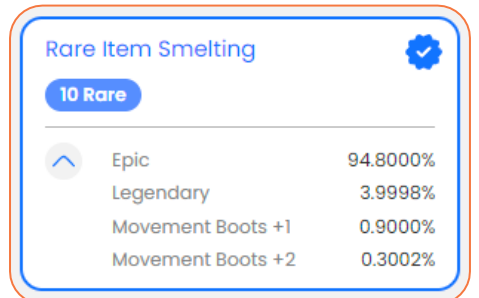 Rare Item Smelting
10 Rare
Epic 94.8000%
Legendary 3.9998%
Movement Boots +1 0.9000%
Movement Boots +2 0.3002%